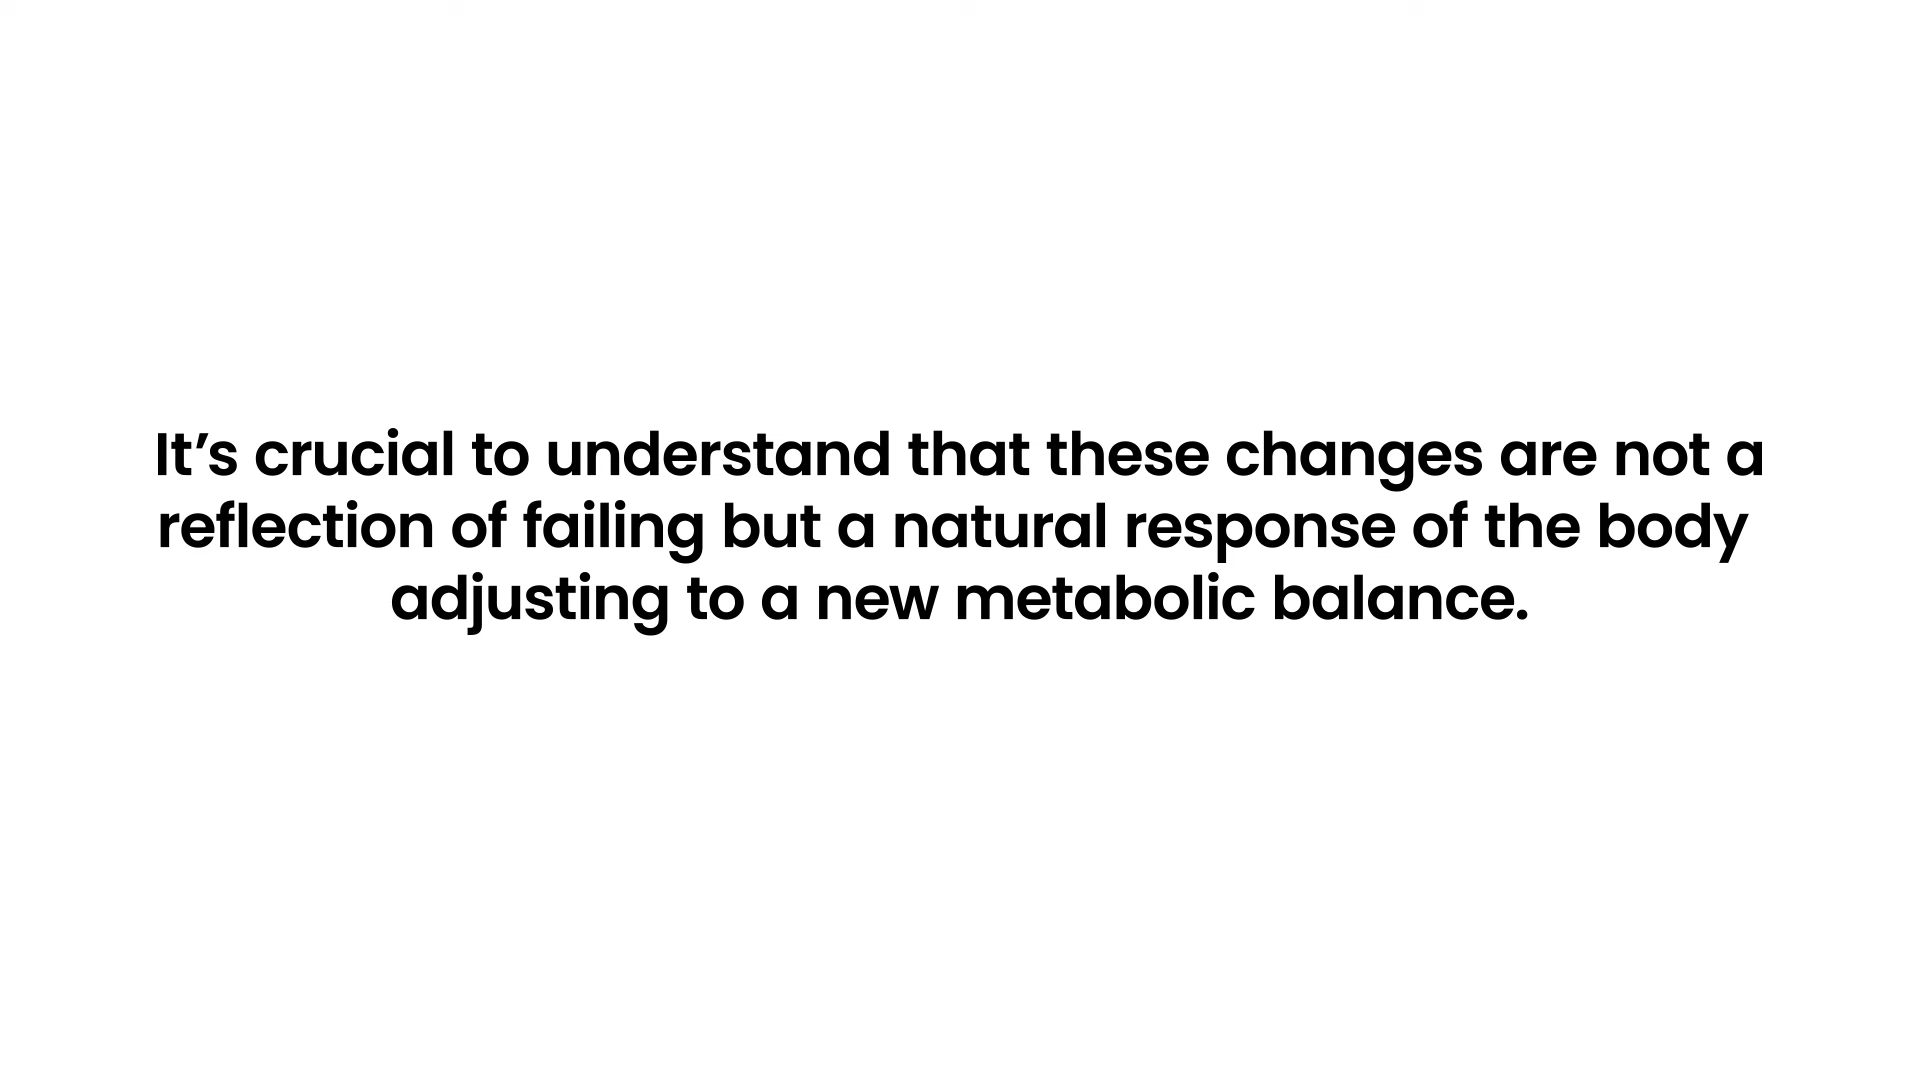 It’s crucial to understand that these changes are not a
reflection of failing but a natural response of the body
adjusting to a new metabolic balance.